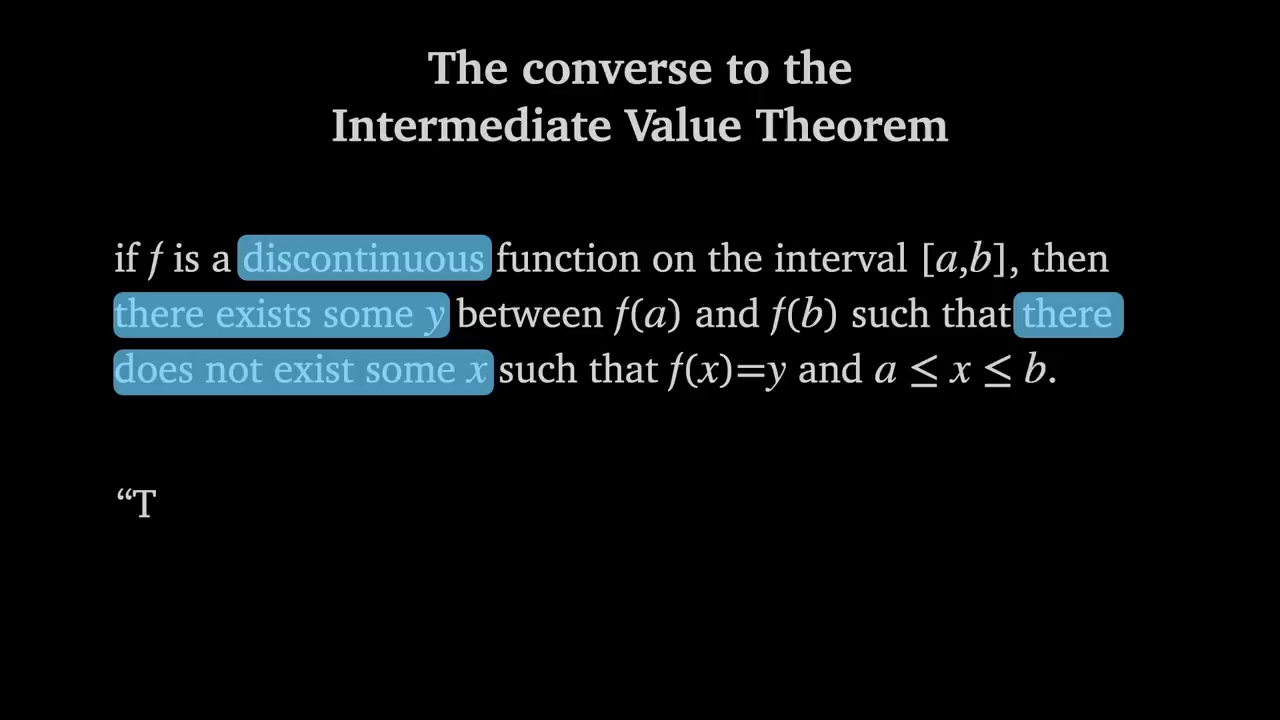 The converse to the
Intermediate Value Theorem
if f is a discontinuous function on the interval [a,b], then
there exists some y between f(a) and f(b) such that there
does not exist some x such that f(x)=y and a ≤ x ≤ b.
“T